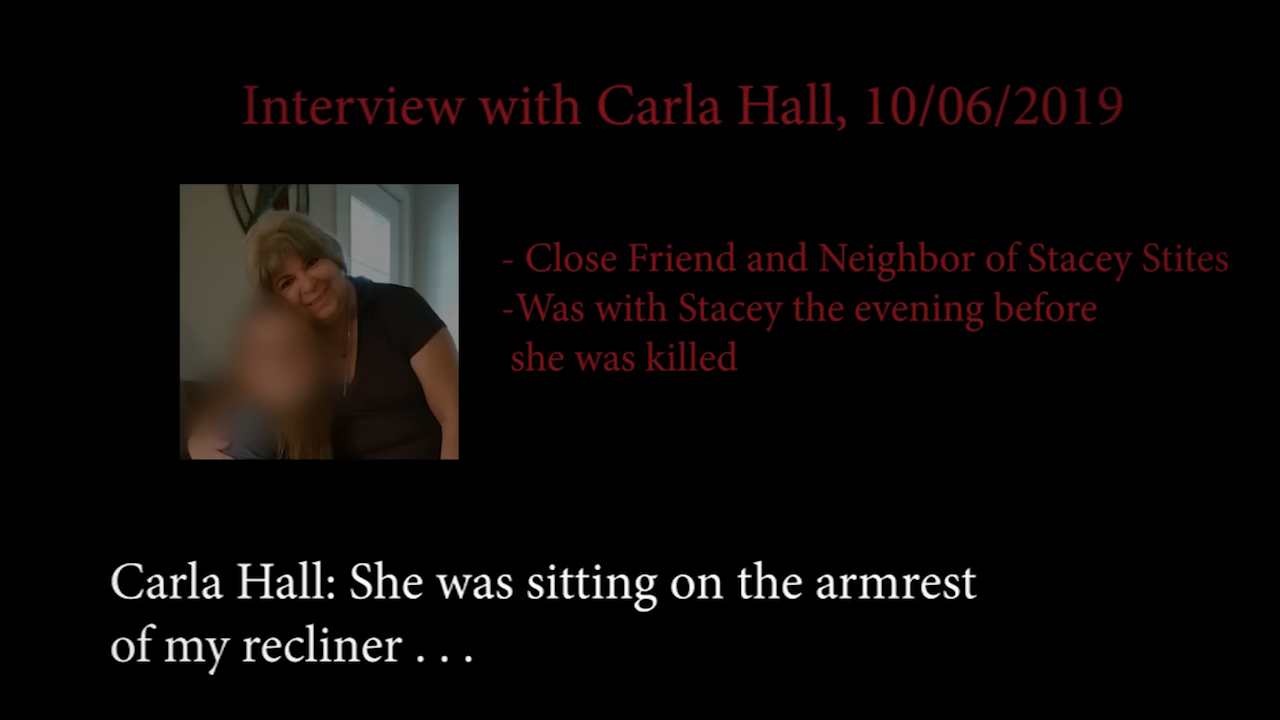 Interview with Carla Hall, 10/06/2019
- Close Friend and Neighbor of Stacey Stites
-Was with Stacey the evening before
she was killed
Carla Hall: She was sitting on the armrest
of my recliner . . .